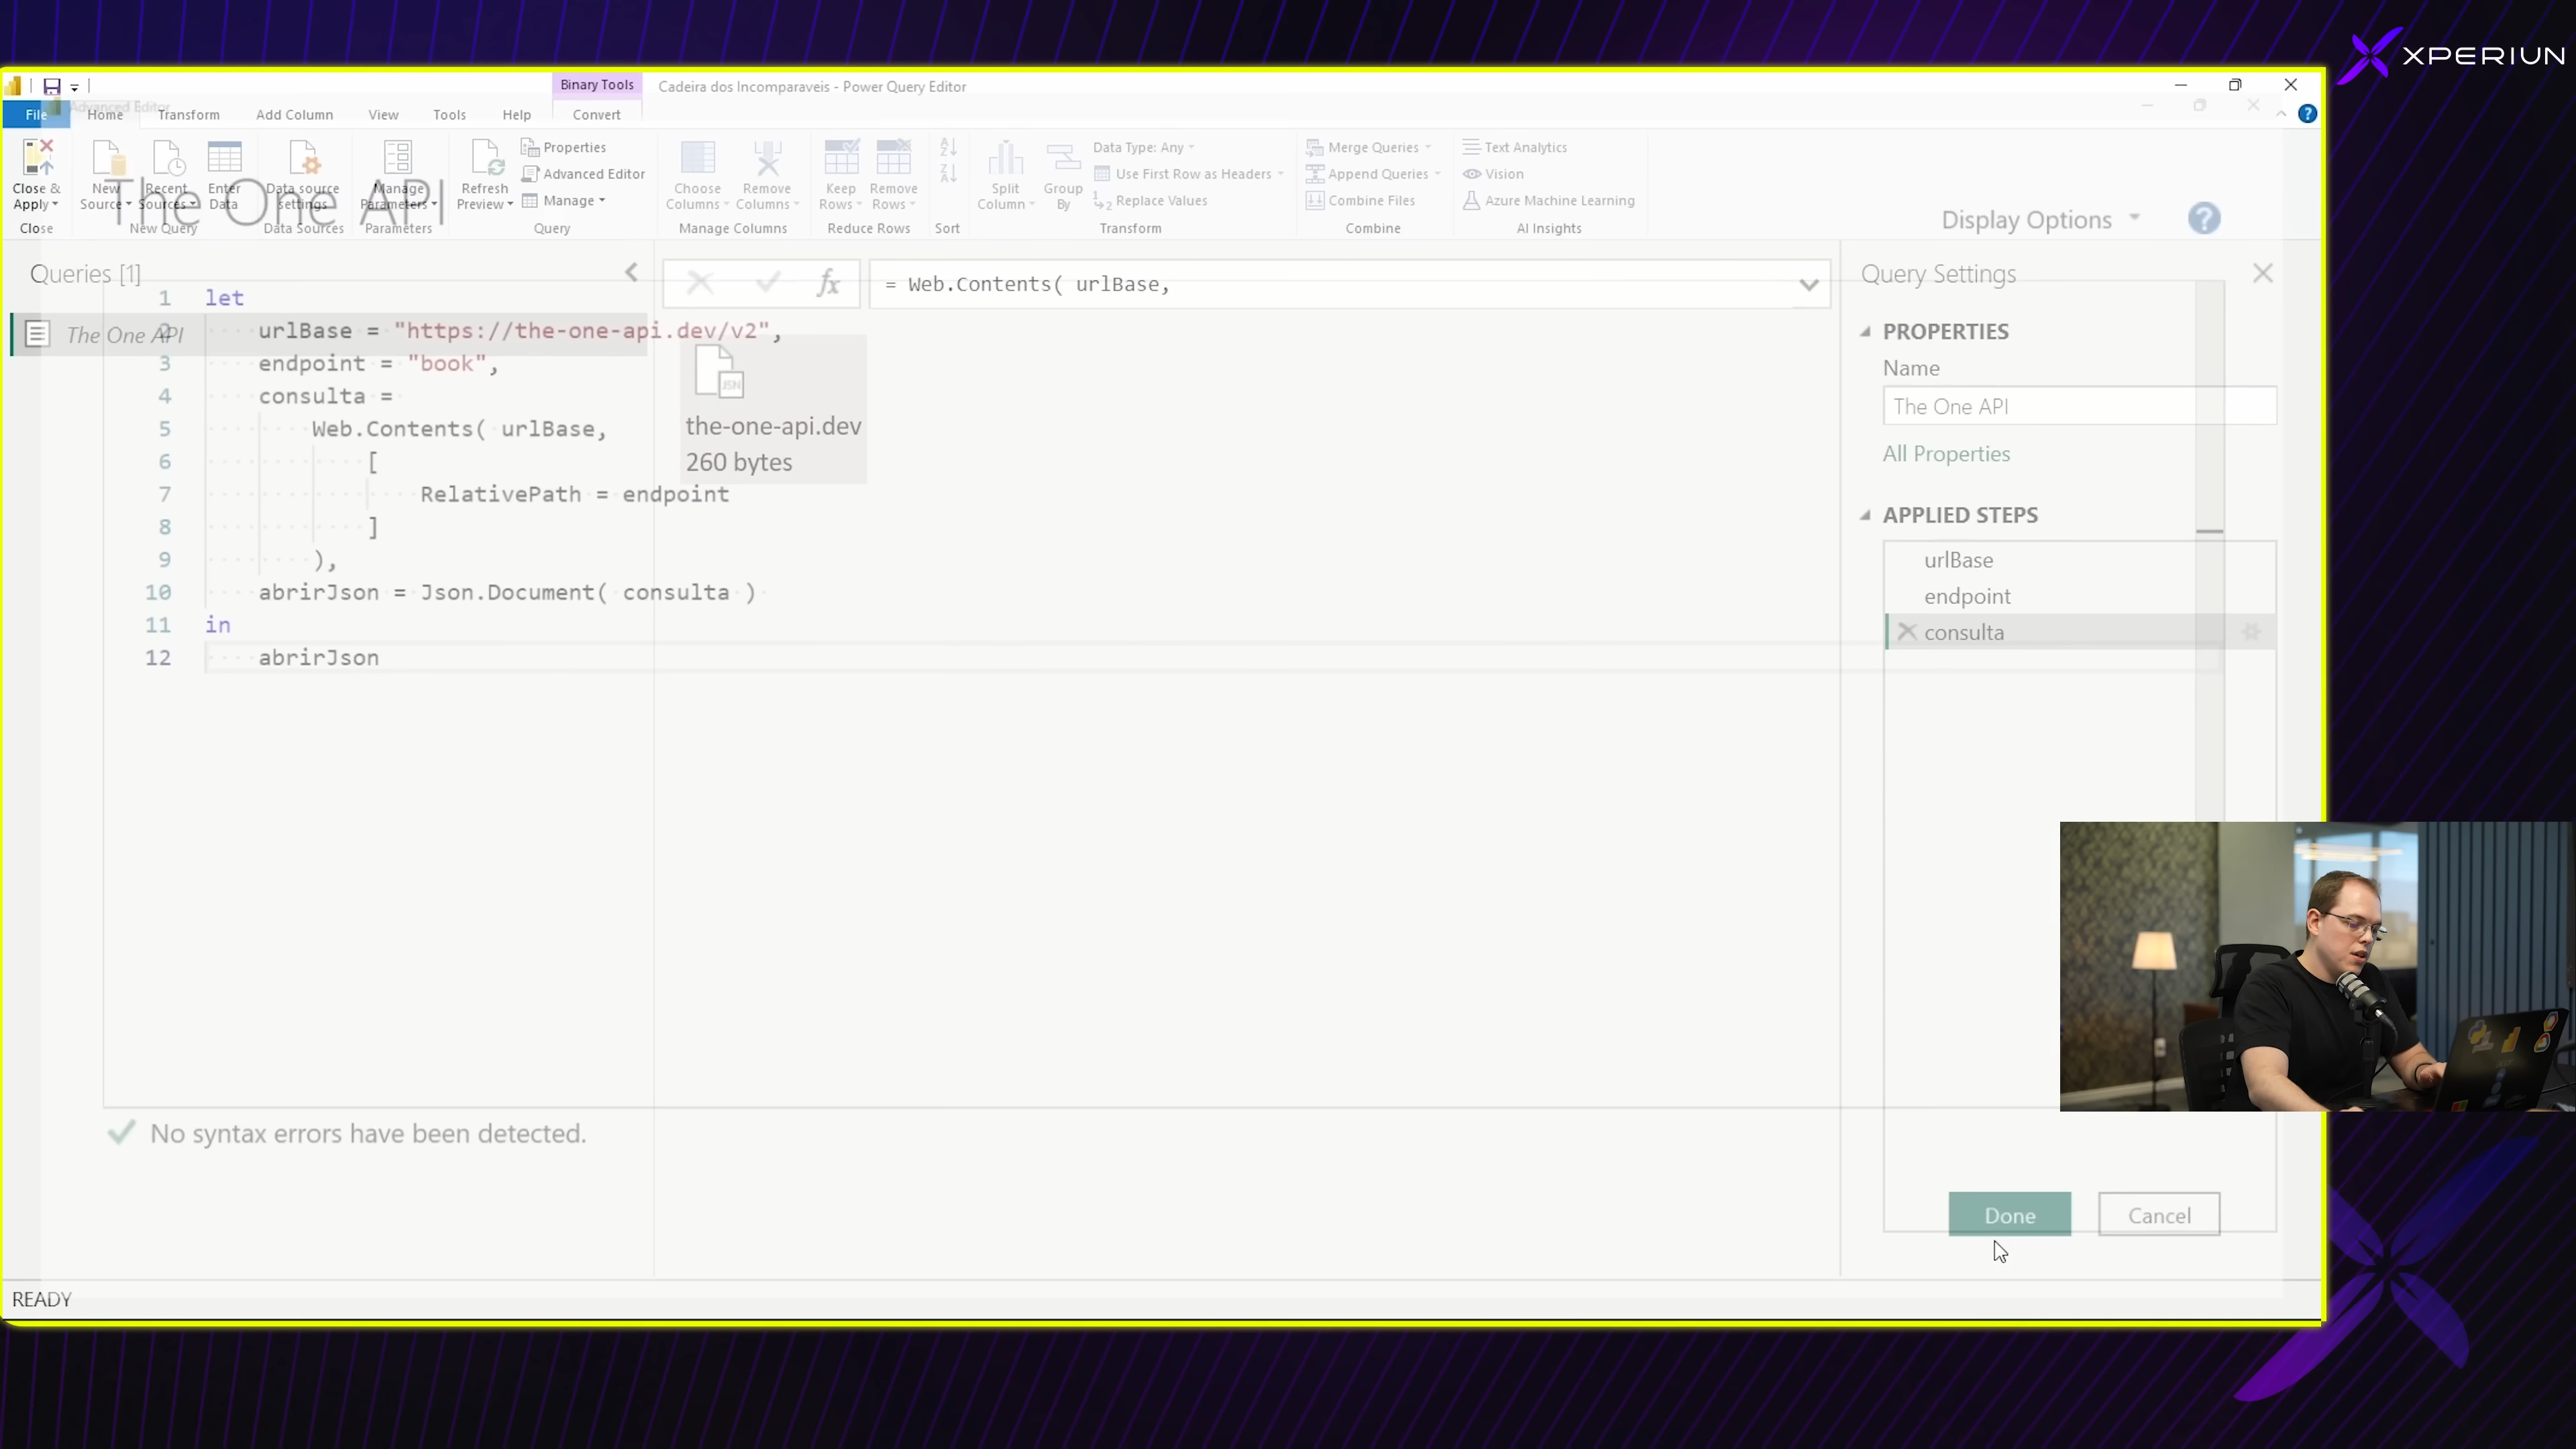 XPERIUN
Binary Tools
Cadeira dos Incomparaveis - Power Query Editor
Advanced Editor
File
Home
Transform
Add Column
View
Tools
Help
Convert
Close & Apply
New Source
Recent Sources
Enter Data
Data source settings
Manage Parameters
Refresh Preview
Properties
Advanced Editor
Manage
Choose Columns
Remove Columns
Keep Rows
Remove Rows
Split Column
Group By
Data Type: Any
Use First Row as Headers
Replace Values
Merge Queries
Append Queries
Combine Files
Text Analytics
Vision
Azure Machine Learning
Close
New Query
Data Sources
Parameters
Query
Manage Columns
Reduce Rows
Sort
Transform
Combine
AI Insights
The One API
Display Options
Queries [1]
The One API
= Web.Contents( urlBase,
1 let
2 urlBase = "https://the-one-api.dev/v2",
3 endpoint = "book",
4 consulta =
5 Web.Contents( urlBase,
6 [
7 RelativePath = endpoint
8 ]
9 ),
10 abrirJson = Json.Document( consulta )
11 in
12 abrirJson
JSN
the-one-api.dev
260 bytes
Query Settings
PROPERTIES
Name
The One API
All Properties
APPLIED STEPS
urlBase
endpoint
consulta
No syntax errors have been detected.
Done
Cancel
READY